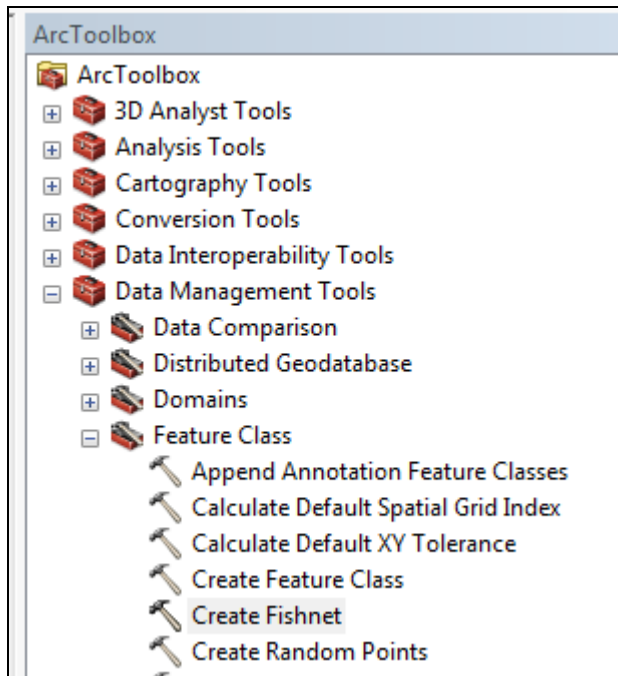 ArcToolbox
ArcToolbox
3D Analyst Tools
Analysis Tools
Cartography Tools
Conversion Tools
Data Interoperability Tools
Data Management Tools
Data Comparison
Distributed Geodatabase
Domains
Feature Class
Append Annotation Feature Classes
Calculate Default Spatial Grid Index
Calculate Default XY Tolerance
Create Feature Class
Create Fishnet
Create Random Points